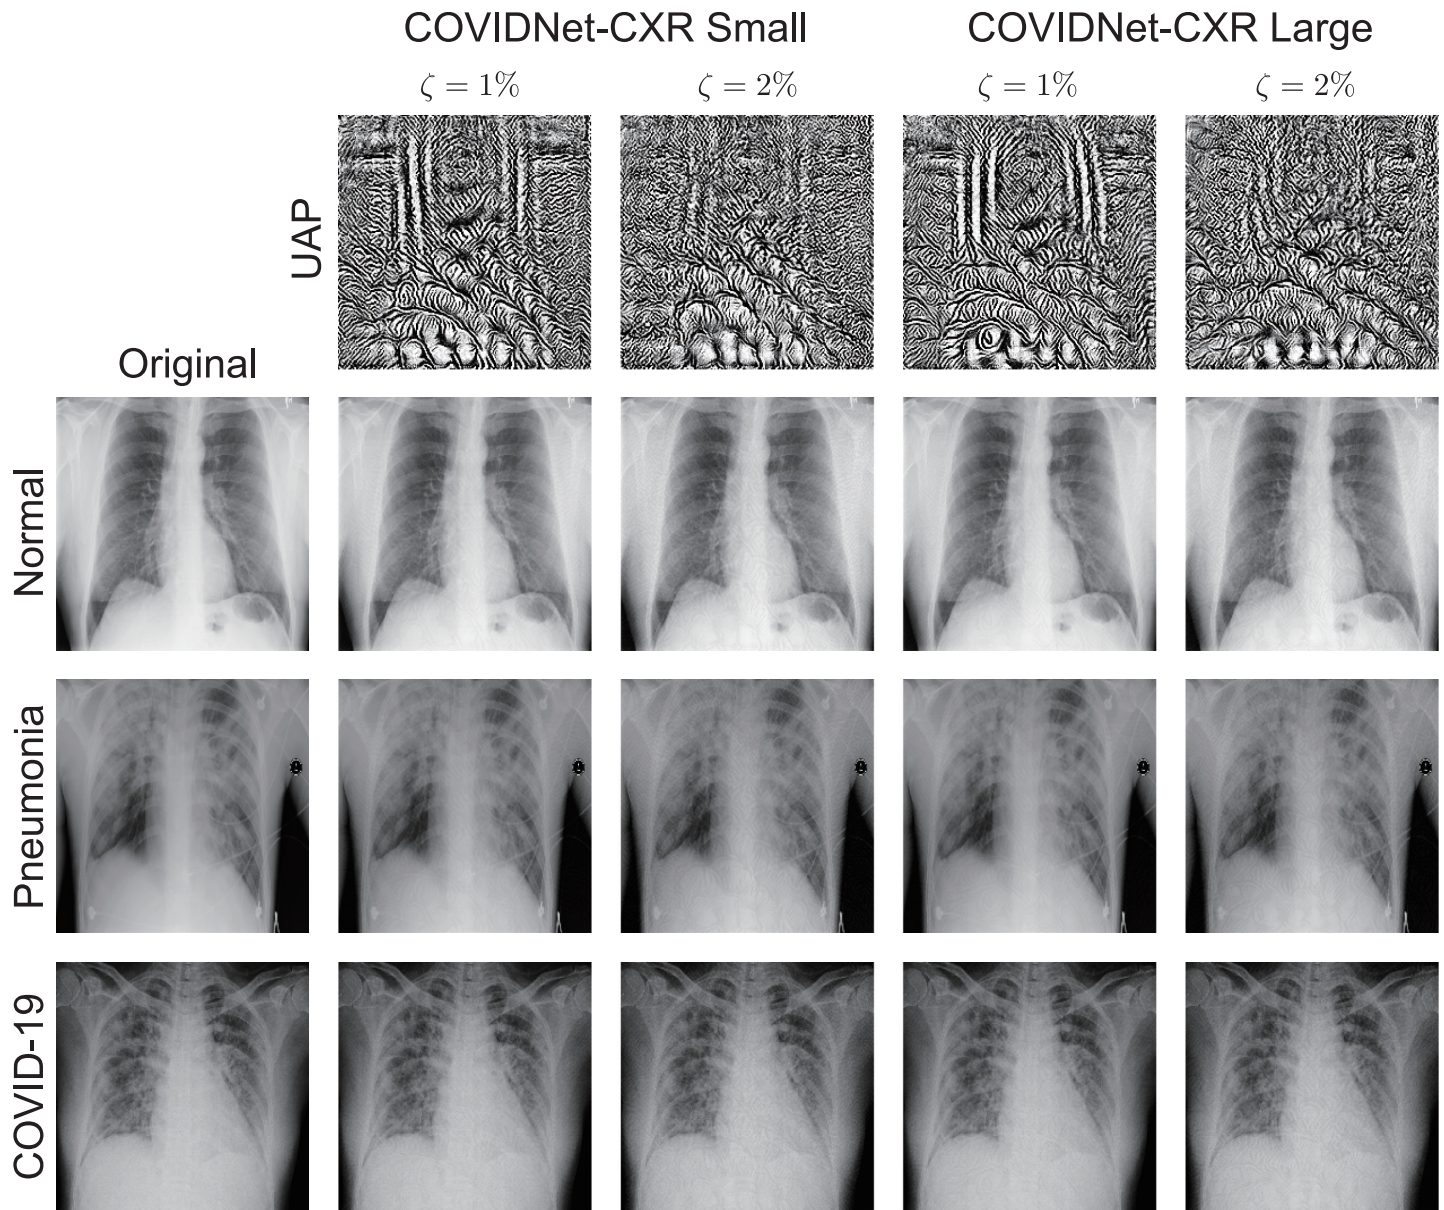 COVIDNet-CXR Small
COVIDNet-CXR Large
ζ = 1%
ζ = 2%
ζ = 1%
ζ = 2%
UAP
Original
Normal
Pneumonia
COVID-19